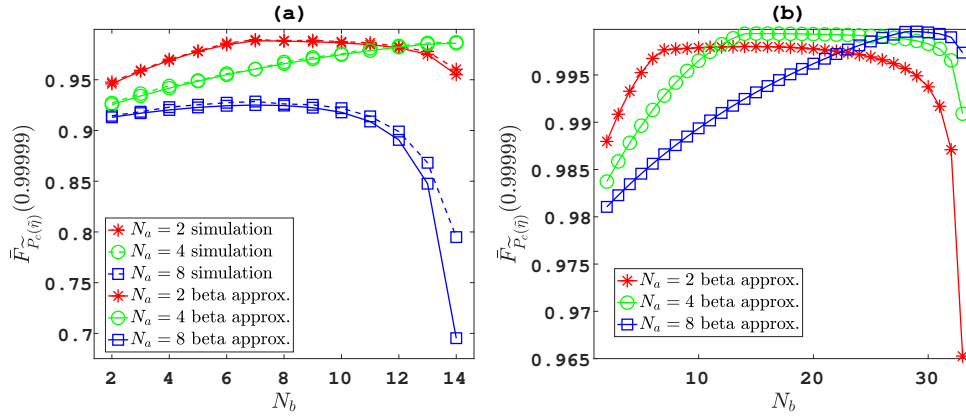 (a)
0.95
0.9
0.85
0.8
0.75
0.7
2 4 6 8 10 12 14
N_b
\bar{F}_{\widetilde{P}_c(\hat{\eta})}(0.99999)
N_a = 2 simulation
N_a = 4 simulation
N_a = 8 simulation
N_a = 2 beta approx.
N_a = 4 beta approx.
N_a = 8 beta approx.
(b)
0.995
0.99
0.985
0.98
0.975
0.97
0.965
10 20 30
N_b
\bar{F}_{\widetilde{P}_c(\hat{\eta})}(0.99999)
N_a = 2 beta approx.
N_a = 4 beta approx.
N_a = 8 beta approx.